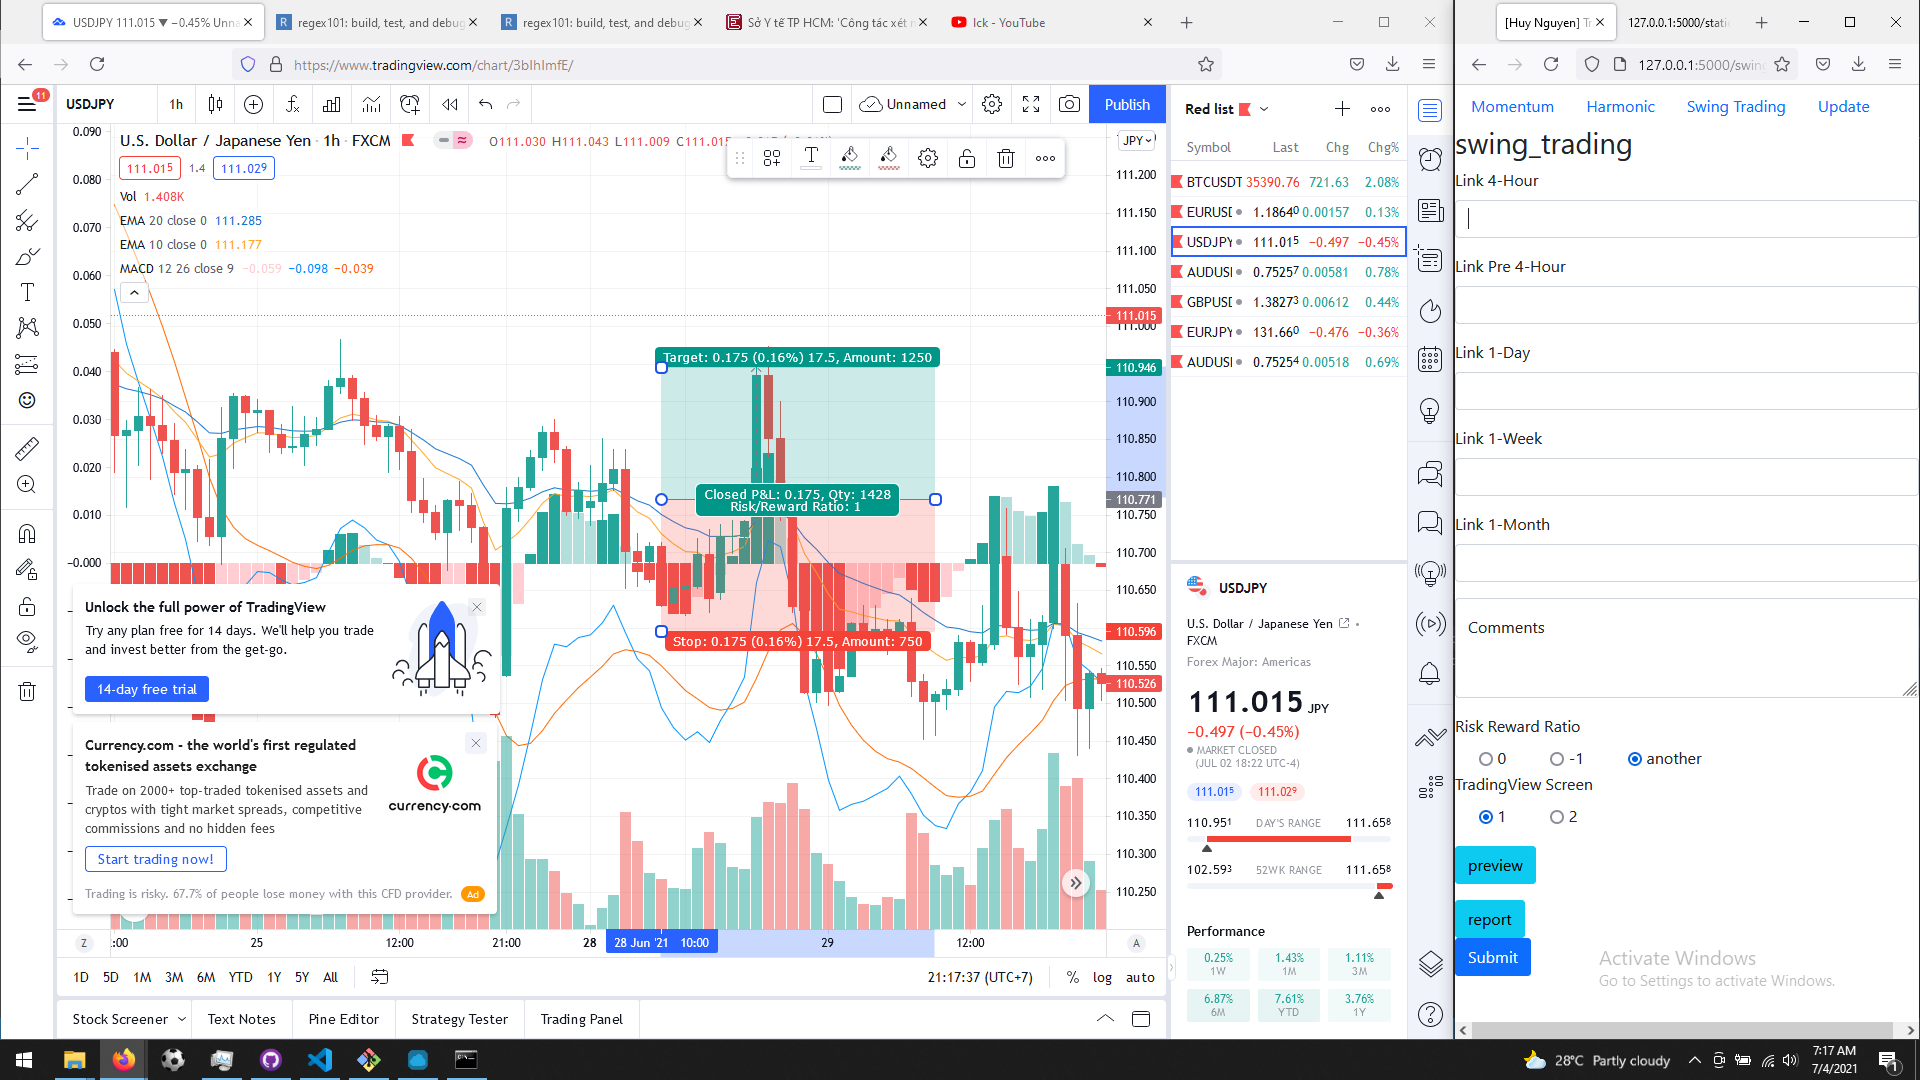 USDJPY 111.015 ▼ −0.45% Unna
regex101: build, test, and debug
regex101: build, test, and debug
Sở Y tế TP HCM: 'Công tác xét n
lck - YouTube
https://www.tradingview.com/chart/3bIhImfE/
11
USDJPY
1h
Unnamed
Publish
U.S. Dollar / Japanese Yen · 1h · FXCM
O111.030 H111.043 L111.009 C111.015
111.015 1.4 111.029
Vol 1.408K
EMA 20 close 0 111.285
EMA 10 close 0 111.177
MACD 12 26 close 9 −0.059 −0.098 −0.039
0.090
0.080
0.070
0.060
0.050
0.040
0.030
0.020
0.010
−0.000
JPY
111.200
111.150
111.100
111.050
111.015
111.000
110.946
110.900
110.850
110.800
110.771
110.750
110.700
110.650
110.596
110.550
110.526
110.500
110.450
110.400
110.350
110.300
110.250
Target: 0.175 (0.16%) 17.5, Amount: 1250
Closed P&L: 0.175, Qty: 1428
Risk/Reward Ratio: 1
Stop: 0.175 (0.16%) 17.5, Amount: 750
Unlock the full power of TradingView
Try any plan free for 14 days. We'll help you trade
and invest better from the get-go.
14-day free trial
Currency.com - the world's first regulated
tokenised assets exchange
Trade on 2000+ top-traded tokenised assets and
cryptos with tight market spreads, competitive
commissions and no hidden fees
currency·com
Start trading now!
Trading is risky. 67.7% of people lose money with this CFD provider. Ad
Z :00 25 12:00 21:00 28 28 Jun '21 10:00 29 12:00 A
1D 5D 1M 3M 6M YTD 1Y 5Y All
21:17:37 (UTC+7) % log auto
Stock Screener Text Notes Pine Editor Strategy Tester Trading Panel
Red list
Symbol Last Chg Chg%
BTCUSDT 35390.76 721.63 2.08%
EURUSD 1.18640 0.00157 0.13%
USDJPY 111.015 −0.497 −0.45%
AUDUSD 0.75257 0.00581 0.78%
GBPUSD 1.38273 0.00612 0.44%
EURJPY 131.660 −0.476 −0.36%
AUDUSD 0.75254 0.00518 0.69%
USDJPY
U.S. Dollar / Japanese Yen ·
FXCM
Forex Major: Americas
111.015 JPY
−0.497 (−0.45%)
MARKET CLOSED
(JUL 02 18:22 UTC-4)
111.015 111.029
110.951 DAY'S RANGE 111.658
102.593 52WK RANGE 111.658
Performance
0.25% 1.43% 1.11%
1W 1M 3M
6.87% 7.61% 3.76%
6M YTD 1Y
[Huy Nguyen] Tr
127.0.0.1:5000/stati
127.0.0.1:5000/swing
Momentum Harmonic Swing Trading Update
swing_trading
Link 4-Hour
Link Pre 4-Hour
Link 1-Day
Link 1-Week
Link 1-Month
Comments
Risk Reward Ratio
0 -1 another
TradingView Screen
1 2
preview
report
Submit
Activate Windows
Go to Settings to activate Windows.
28°C Partly cloudy
7:17 AM
7/4/2021
1